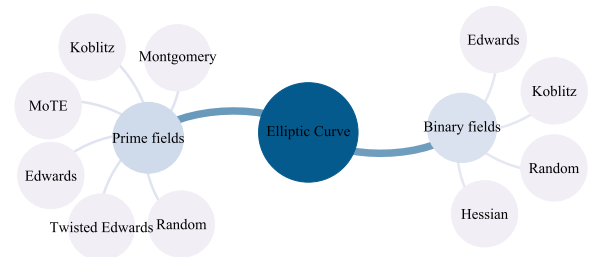 Koblitz
Montgomery
MoTE
Prime fields
Edwards
Twisted Edwards
Random
Elliptic Curve
Edwards
Koblitz
Binary fields
Random
Hessian